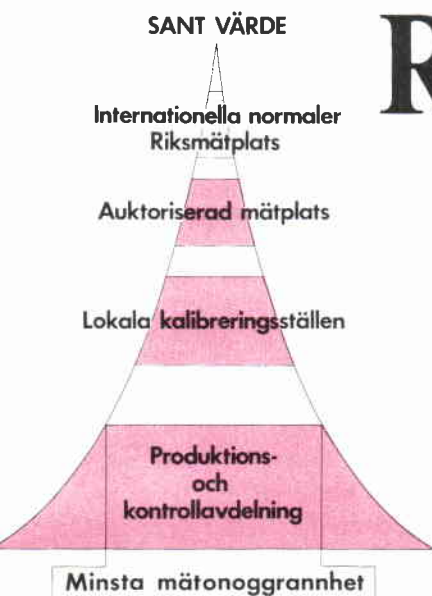 SANT VÄRDE
R
Internationella normaler
Riksmätplats
Auktoriserad mätplats
Lokala kalibreringsställen
Produktions-
och
kontrollavdelning
Minsta mätonoggrannhet